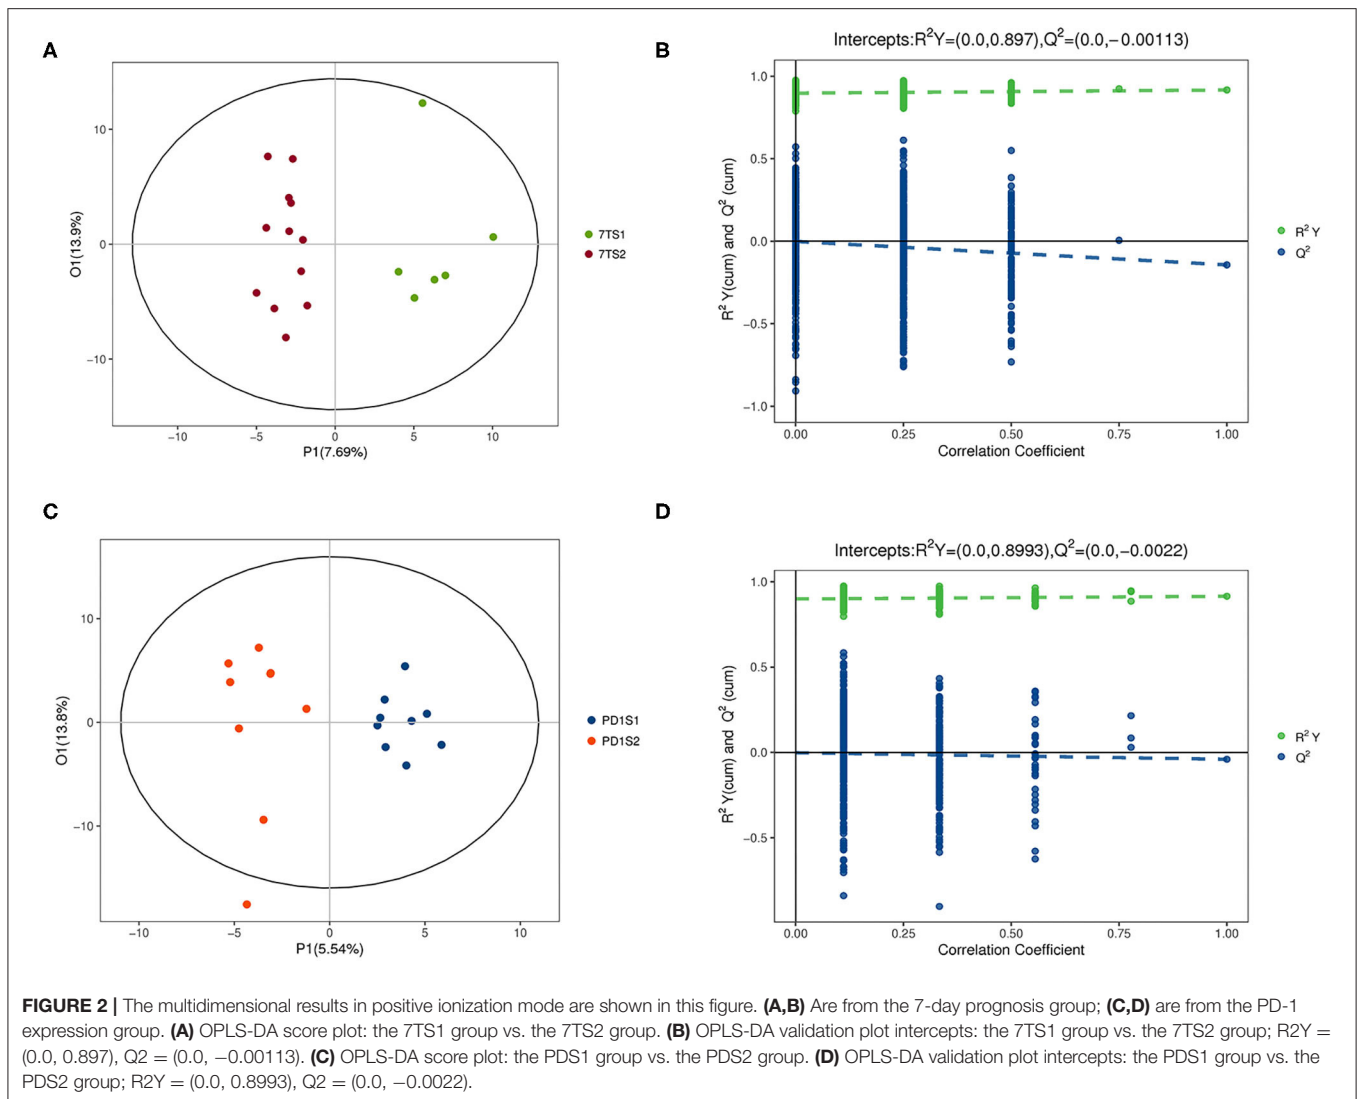 A
10
0
−10
O1(13.9%)
−10
−5
0
5
10
P1(7.69%)
7TS1
7TS2
B
Intercepts:R²Y=(0.0,0.897),Q²=(0.0,−0.00113)
1.0
0.5
0.0
−0.5
−1.0
R² Y(cum) and Q² (cum)
0.00
0.25
0.50
0.75
1.00
Correlation Coefficient
R² Y
Q²
C
10
0
−10
O1(13.8%)
−10
−5
0
5
10
P1(5.54%)
PD1S1
PD1S2
D
Intercepts:R²Y=(0.0,0.8993),Q²=(0.0,−0.0022)
1.0
0.5
0.0
−0.5
R² Y(cum) and Q² (cum)
0.00
0.25
0.50
0.75
1.00
Correlation Coefficient
R² Y
Q²
FIGURE 2 | The multidimensional results in positive ionization mode are shown in this figure. (A,B) Are from the 7-day prognosis group; (C,D) are from the PD-1
expression group. (A) OPLS-DA score plot: the 7TS1 group vs. the 7TS2 group. (B) OPLS-DA validation plot intercepts: the 7TS1 group vs. the 7TS2 group; R2Y =
(0.0, 0.897), Q2 = (0.0, −0.00113). (C) OPLS-DA score plot: the PDS1 group vs. the PDS2 group. (D) OPLS-DA validation plot intercepts: the PDS1 group vs. the
PDS2 group; R2Y = (0.0, 0.8993), Q2 = (0.0, −0.0022).